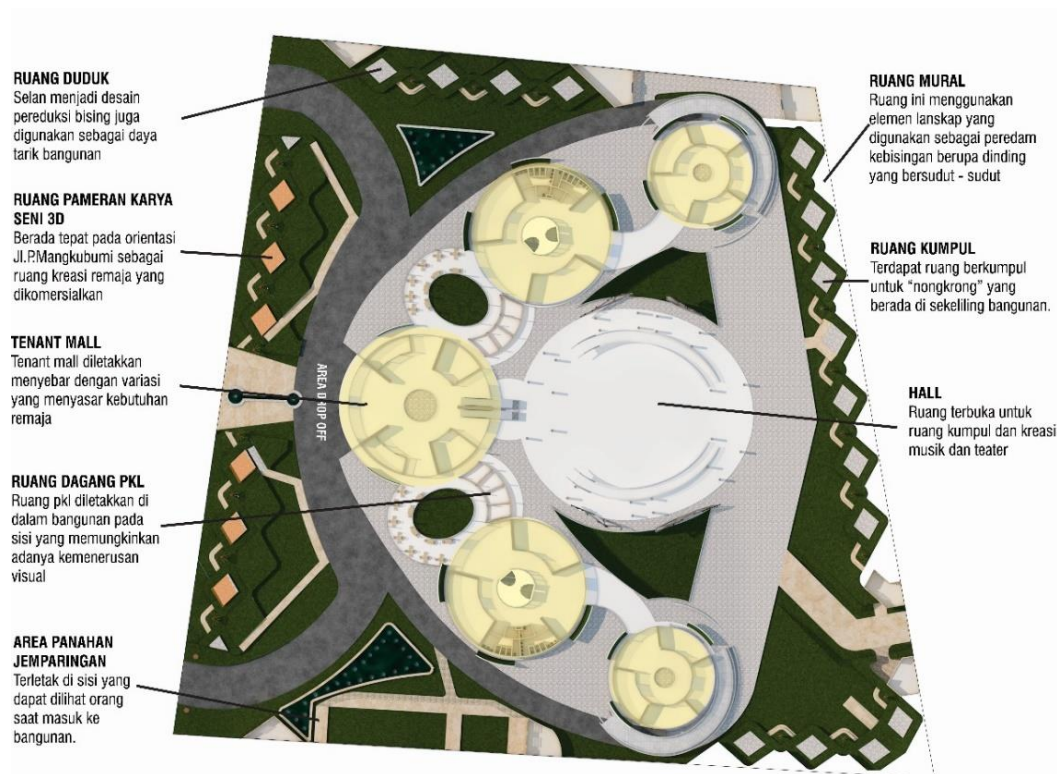 RUANG DUDUK
Selan menjadi desain
pereduksi bising juga
digunakan sebagai daya
tarik bangunan
RUANG PAMERAN KARYA
SENI 3D
Berada tepat pada orientasi
Jl.P.Mangkubumi sebagai
ruang kreasi remaja yang
dikomersialkan
TENANT MALL
Tenant mall diletakkan
menyebar dengan variasi
yang menyasar kebutuhan
remaja
RUANG DAGANG PKL
Ruang pkl diletakkan di
dalam bangunan pada
sisi yang memungkinkan
adanya kemenerusan
visual
AREA PANAHAN
JEMPARINGAN
Terletak di sisi yang
dapat dilihat orang
saat masuk ke
bangunan.
AREA DROP OFF
RUANG MURAL
Ruang ini menggunakan
elemen lanskap yang
digunakan sebagai peredam
kebisingan berupa dinding
yang bersudut - sudut
RUANG KUMPUL
Terdapat ruang berkumpul
untuk “nongkrong” yang
berada di sekeliling bangunan.
HALL
Ruang terbuka untuk
ruang kumpul dan kreasi
musik dan teater